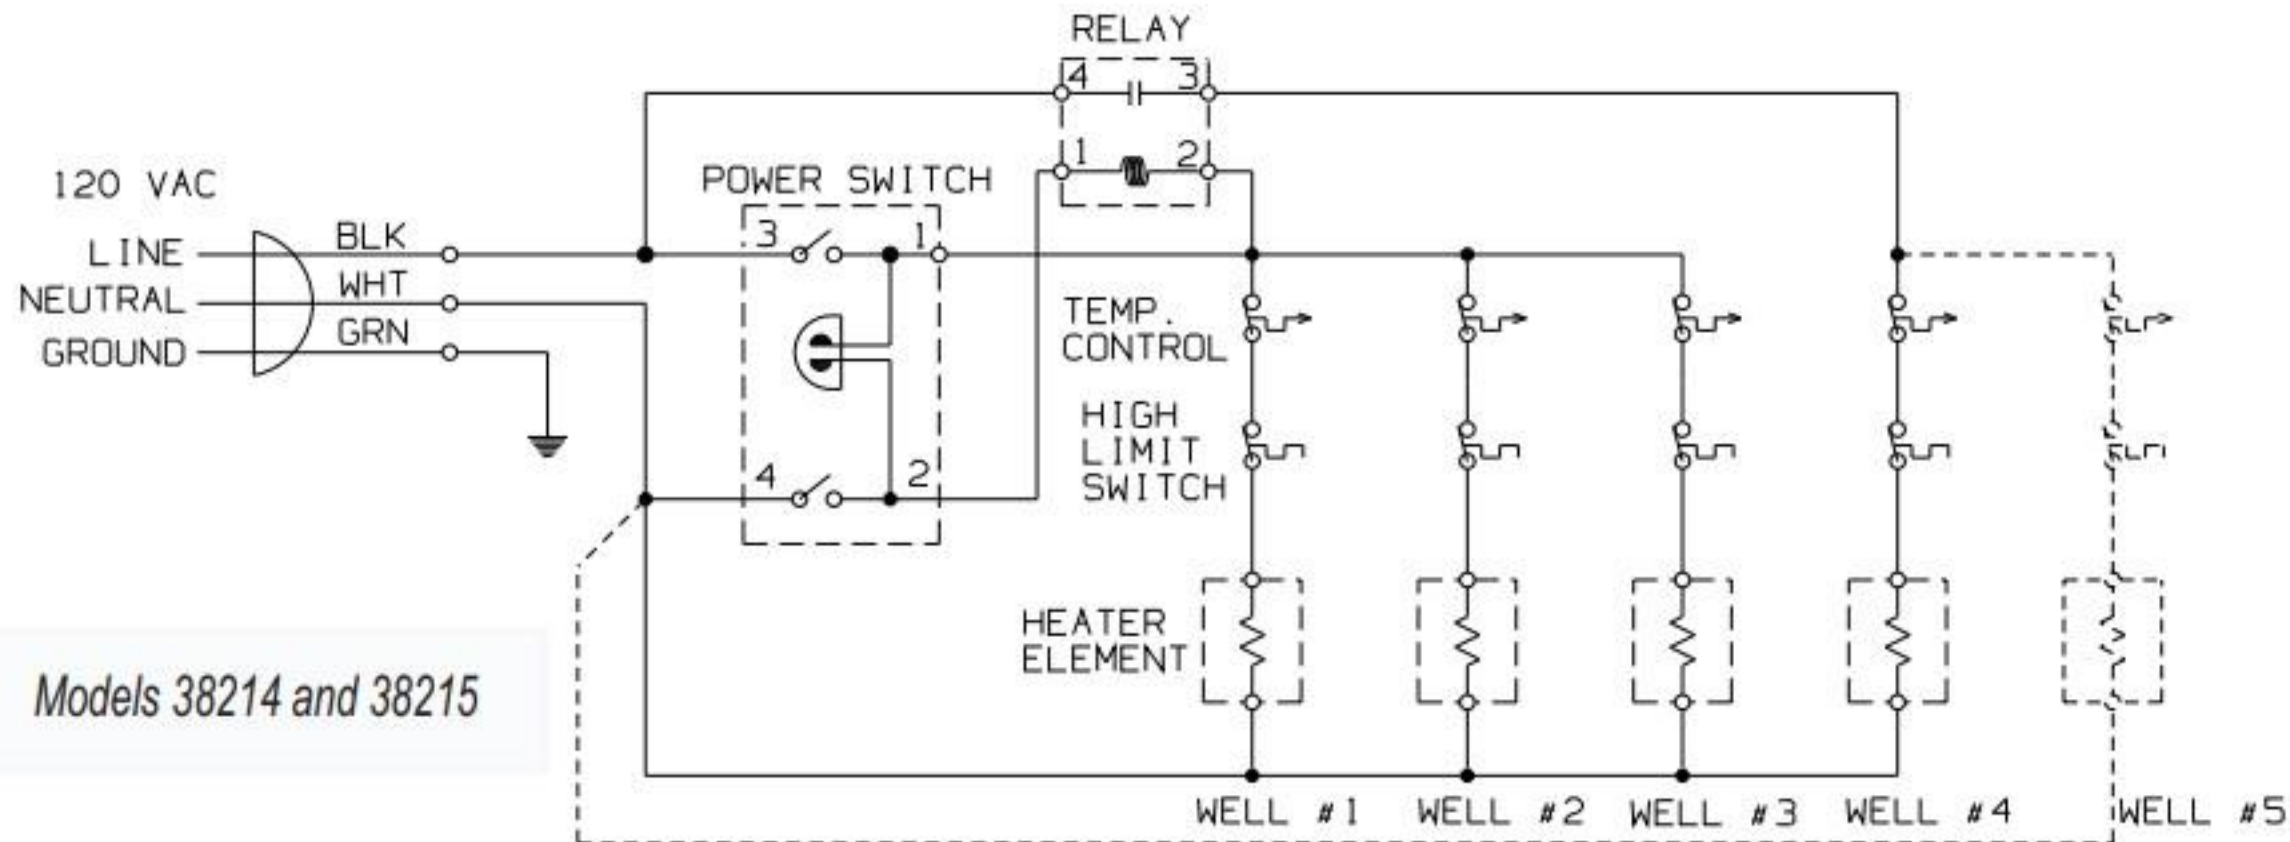 RELAY
4 3
1 2
120 VAC
POWER SWITCH
LINE BLK
3 1
NEUTRAL WHT
GROUND GRN
TEMP.
CONTROL
HIGH
LIMIT
SWITCH
4 2
HEATER
ELEMENT
Models 38214 and 38215
WELL #1 WELL #2 WELL #3 WELL #4 WELL #5